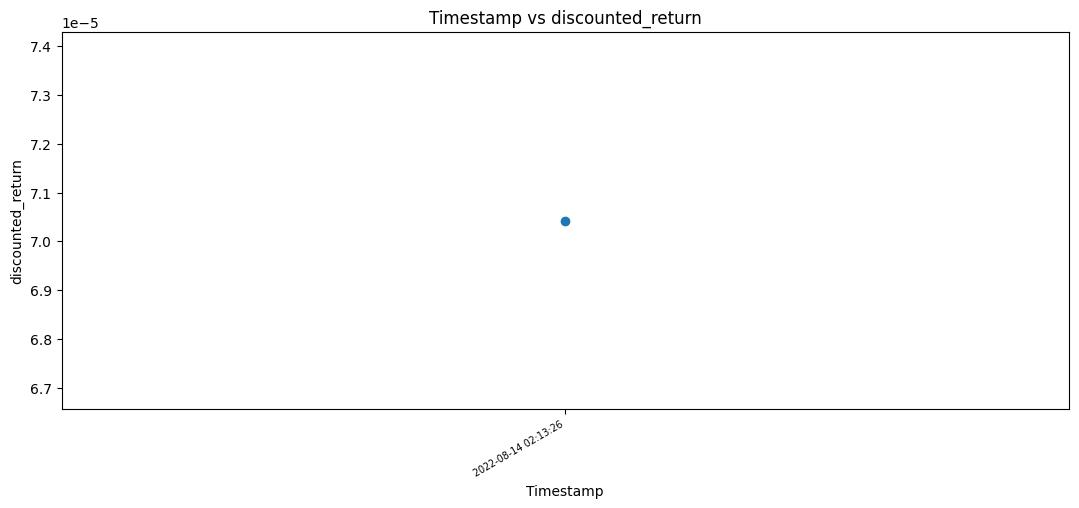 Timestamp vs discounted_return
1e−5
7.4
7.3
7.2
7.1
7.0
6.9
6.8
6.7
discounted_return
2022-08-14 02:13:26
Timestamp